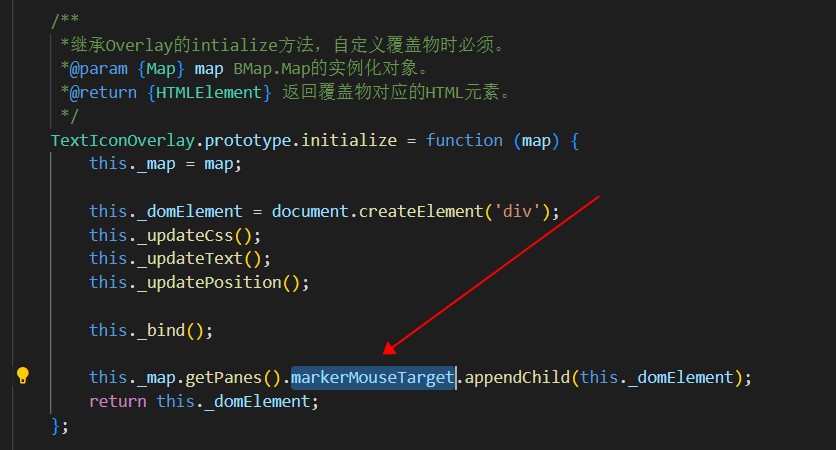 /**
*继承Overlay的intialize方法，自定义覆盖物时必须。
*@param {Map} map BMap.Map的实例化对象。
*@return {HTMLElement} 返回覆盖物对应的HTML元素。
*/
TextIconOverlay.prototype.initialize = function (map) {
this._map = map;
this._domElement = document.createElement('div');
this._updateCss();
this._updateText();
this._updatePosition();
this._bind();
this._map.getPanes().markerMouseTarget.appendChild(this._domElement);
return this._domElement;
};